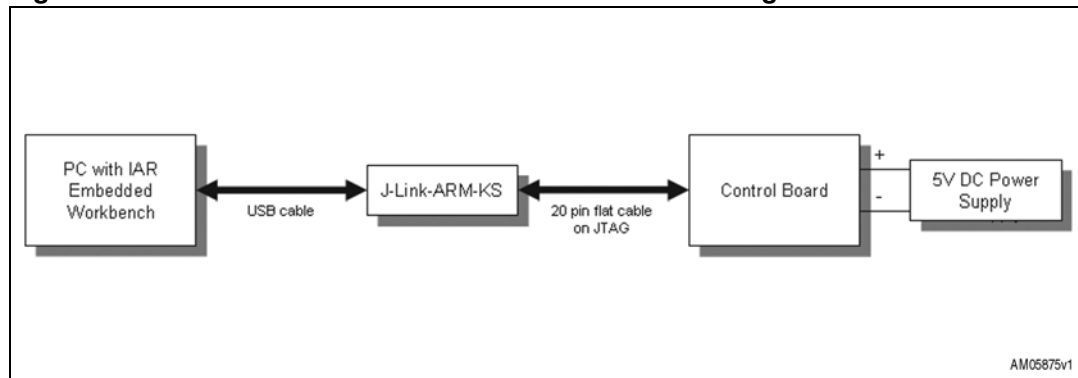 PC with IAR
Embedded
Workbench
USB cable
J-Link-ARM-KS
20 pin flat cable
on JTAG
Control Board
+
-
5V DC Power
Supply
AM05875v1